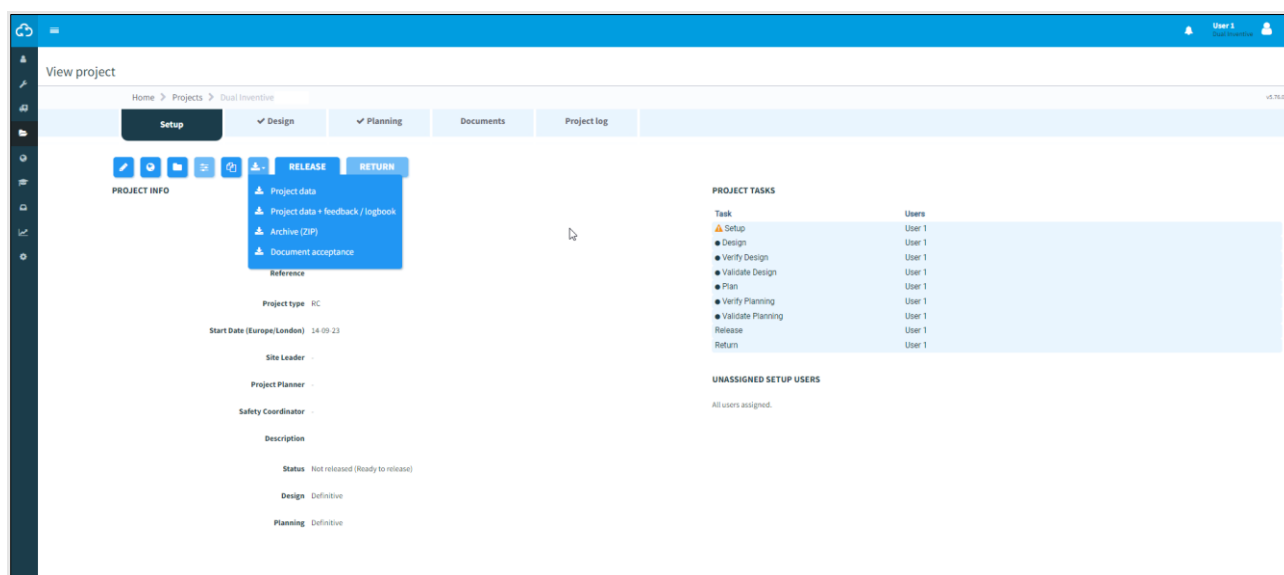 User 1
Dual Inventive
View project
Home > Projects > Dual Inventive
Setup
Design
Planning
Documents
Project log
RELEASE
RETURN
PROJECT INFO
Project data
Project data + feedback / logbook
Archive (ZIP)
Document acceptance
Reference
Project type RC
Start Date (Europe/London) 14-09-23
Site Leader -
Project Planner -
Safety Coordinator -
Description
Status Not released (Ready to release)
Design Definitive
Planning Definitive
PROJECT TASKS
Task Users
Setup User 1
Design User 1
Verify Design User 1
Validate Design User 1
Plan User 1
Verify Planning User 1
Validate Planning User 1
Release User 1
Return User 1
UNASSIGNED SETUP USERS
All users assigned.